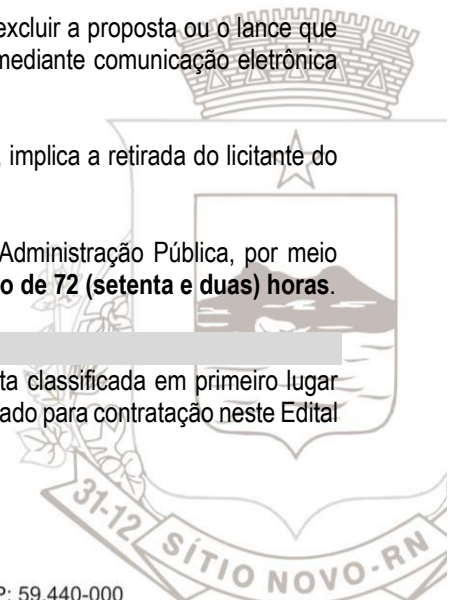 excluir a proposta ou o lance que
mediante comunicação eletrônica
implica a retirada do licitante do
Administração Pública, por meio
o de 72 (setenta e duas) horas.
ta classificada em primeiro lugar
ado para contratação neste Edital
31-12 SÍTIO NOVO-RN
P: 59.440-000